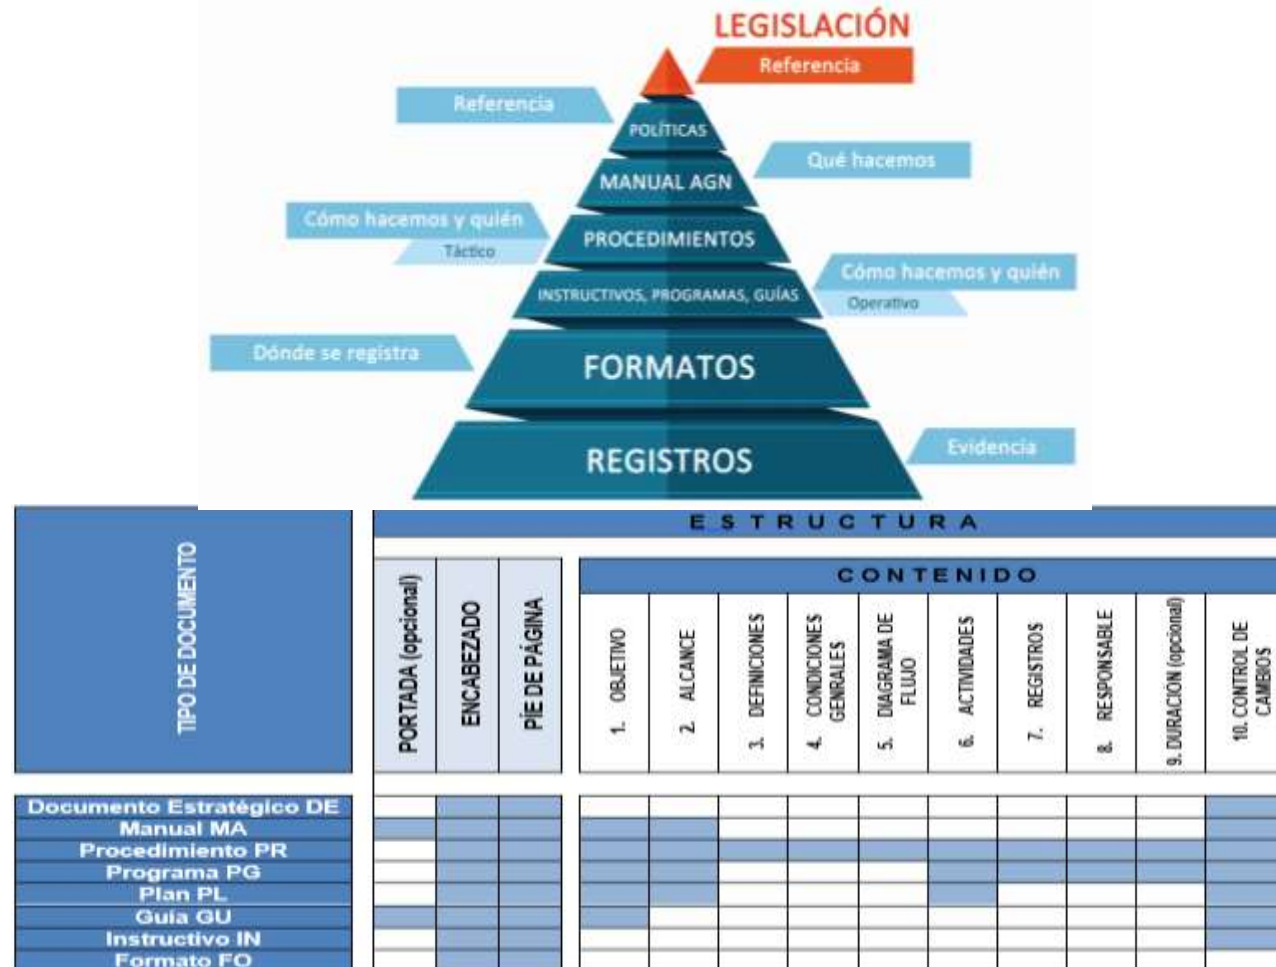 LEGISLACIÓN
Referencia
Referencia
POLÍTICAS
Qué hacemos
MANUAL AGN
Cómo hacemos y quién
Táctico
PROCEDIMIENTOS
Cómo hacemos y quién
Operativo
INSTRUCTIVOS, PROGRAMAS, GUÍAS
Dónde se registra
FORMATOS
REGISTROS
Evidencia
TIPO DE DOCUMENTO
ESTRUCTURA
PORTADA (opcional)
ENCABEZADO
PÍE DE PÁGINA
CONTENIDO
1. OBJETIVO
2. ALCANCE
3. DEFINICIONES
4. CONDICIONES
GENRALES
5. DIAGRAMA DE
FLUJO
6. ACTIVIDADES
7. REGISTROS
8. RESPONSABLE
9. DURACION (opcional)
10. CONTROL DE
CAMBIOS
Documento Estratégico DE
Manual MA
Procedimiento PR
Programa PG
Plan PL
Guia GU
Instructivo IN
Formato FO